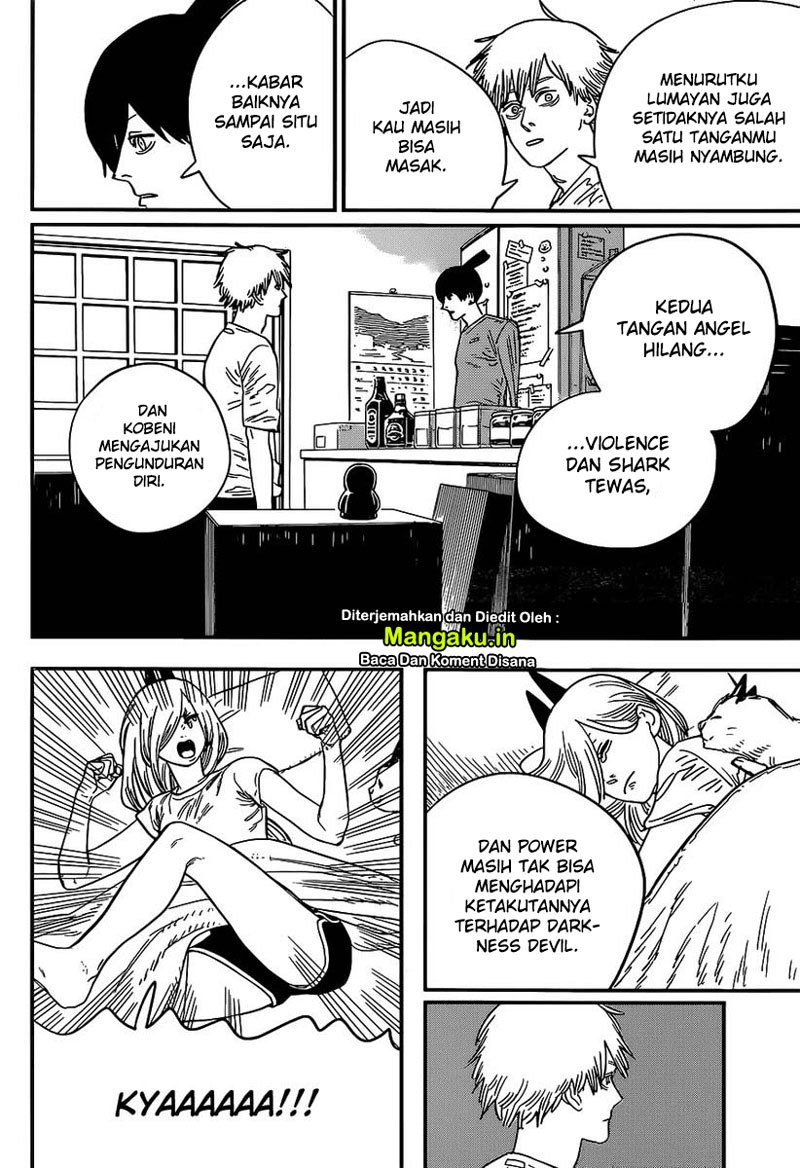 MENURUTKU
LUMAYAN JUGA
SETIDAKNYA SALAH
SATU TANGANMU
MASIH NYAMBUNG.
JADI
KAU MASIH
BISA
MASAK.
...KABAR
BAIKNYA
SAMPAI SITU
SAJA.
KEDUA
TANGAN ANGEL
HILANG...
...VIOLENCE
DAN SHARK
TEWAS,
DAN
KOBENI
MENGAJUKAN
PENGUNDURAN
DIRI.
Diterjemahkan dan Diedit Oleh :
Mangaku.in
Baca Dan Koment Disana
DAN POWER
MASIH TAK BISA
MENGHADAPI
KETAKUTANNYA
TERHADAP DARK-
NESS DEVIL.
KYAAAAAA!!!